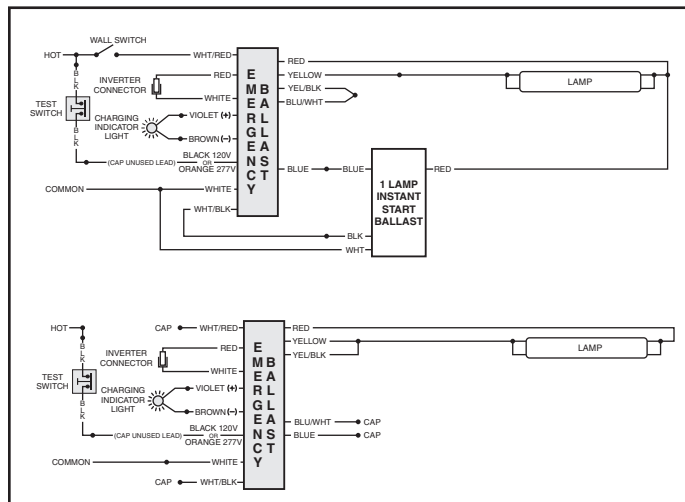 WALL SWITCH
HOT
WHT/RED
RED
BLK
RED
YELLOW
LAMP
INVERTER
CONNECTOR
YEL/BLK
BLU/WHT
WHITE
TEST
SWITCH
CHARGING
INDICATOR
LIGHT
VIOLET (+)
BROWN (–)
BLK
EMERGENCY
BALLAST
(CAP UNUSED LEAD)
BLACK 120V
OR
ORANGE 277V
BLUE
BLUE
RED
1 LAMP
INSTANT
START
BALLAST
COMMON
WHITE
WHT/BLK
BLK
WHT
HOT
CAP
WHT/RED
RED
BLK
RED
YELLOW
YEL/BLK
LAMP
INVERTER
CONNECTOR
WHITE
TEST
SWITCH
CHARGING
INDICATOR
LIGHT
VIOLET (+)
BROWN (–)
BLK
EMERGENCY
BALLAST
BLU/WHT
CAP
(CAP UNUSED LEAD)
BLACK 120V
OR
ORANGE 277V
BLUE
CAP
COMMON
WHITE
CAP
WHT/BLK